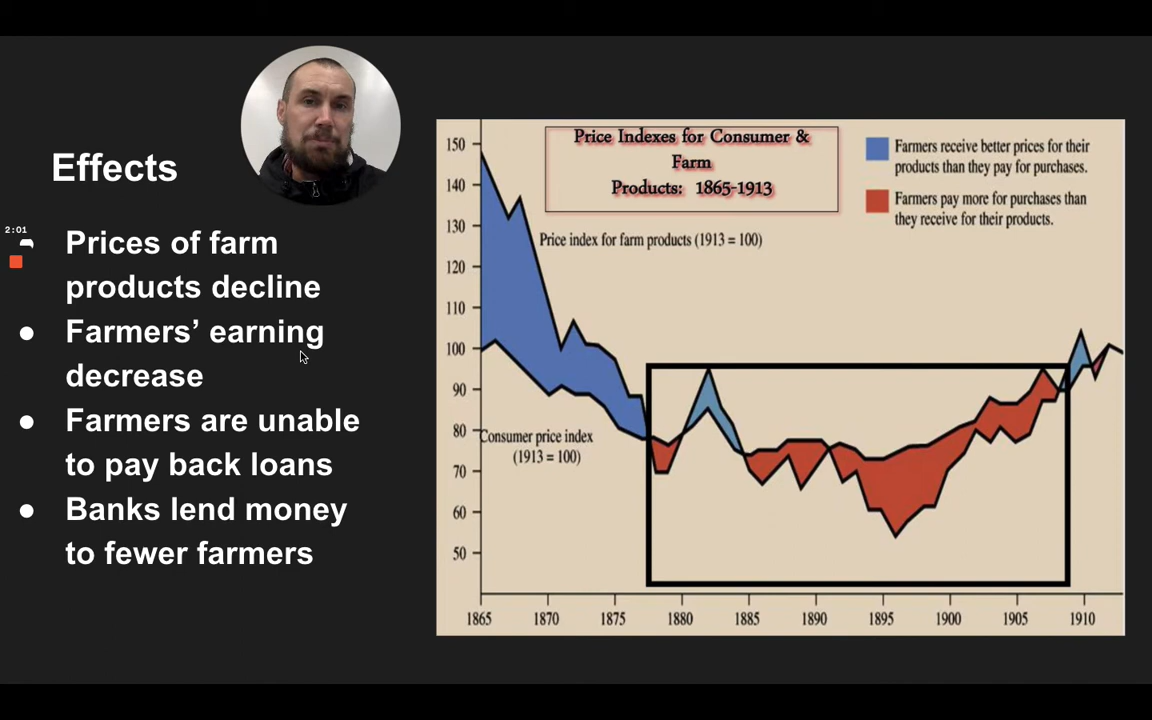 Effects
2:01
Prices of farm
products decline
● Farmers’ earning
decrease
● Farmers are unable
to pay back loans
● Banks lend money
to fewer farmers
Price Indexes for Consumer &
Farm
Products: 1865-1913
Farmers receive better prices for their
products than they pay for purchases.
Farmers pay more for purchases than
they receive for their products.
Price index for farm products (1913 = 100)
Consumer price index
(1913 = 100)
150
140
130
120
110
100
90
80
70
60
50
1865 1870 1875 1880 1885 1890 1895 1900 1905 1910